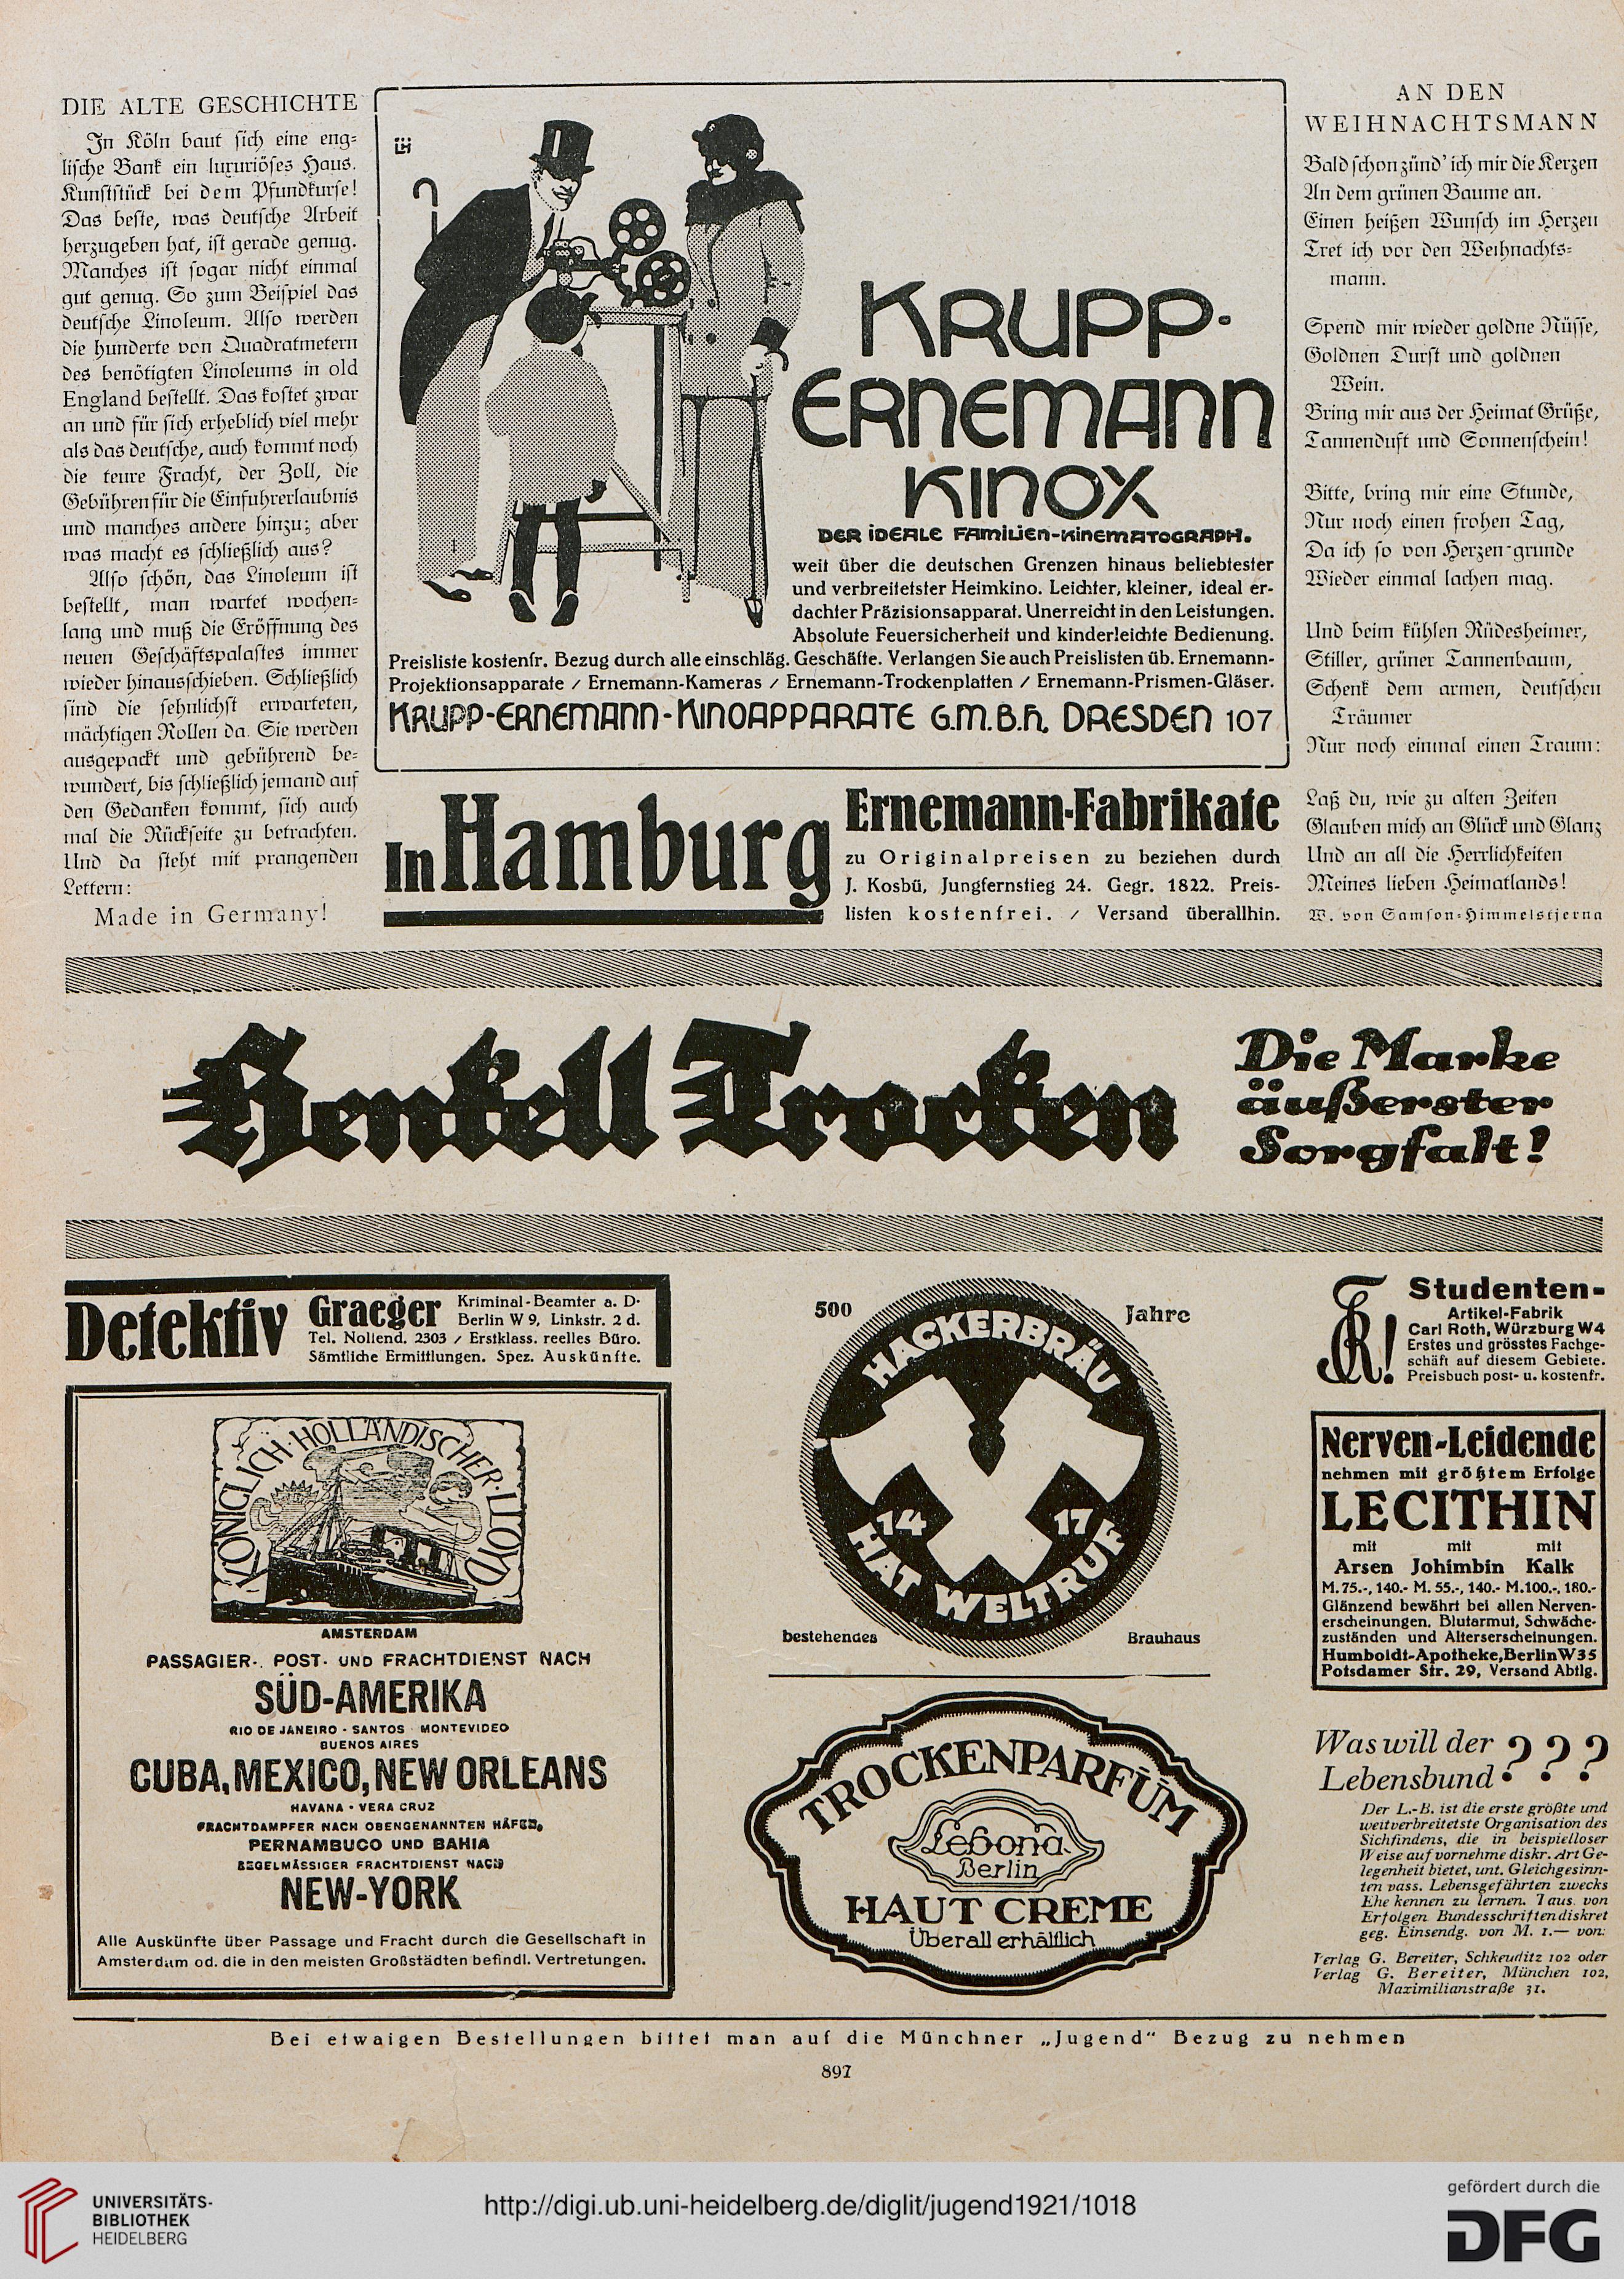 DIE ALTE GESCHICHTE
In Köln baut sich eine eng-
lische Bank ein luxuriöses Haus.
Kunststück bei dem Pfundkurse!
Das beste, was deutsche Arbeit
herzugeben hat, ist gerade genug.
Manches ist sogar nicht einmal
gut genug. So zum Beispiel das
deutsche Linoleum. Also werden
die hunderte von Quadratmetern
des benötigten Linoleums in old
England bestellt. Das kostet zwar
an und für sich erheblich viel mehr
als das deutsche, auch kommt noch
die teure Fracht, der Zoll, die
Gebühren für die Einfuhrerlaubnis
und manches andere hinzu; aber
was macht es schließlich aus?
Also schön, das Linoleum ist
bestellt, man wartet wochen-
lang und muß die Eröffnung des
neuen Geschäftspalastes immer
wieder hinausschieben. Schließlich
sind die sehnlichst erwarteten,
mächtigen Rollen da. Sie werden
ausgepackt und gebührend be-
wundert, bis schließlich jemand auf
den Gedanken kommt, sich auch
mal die Rückseite zu betrachten.
Und da steht mit prangenden
Lettern:
Made in Germany!
KRUPP-
ERNEMANN
KINOX
DER IDEALE FAMILIEN-KINEMATOGRAPH.
weit über die deutschen Grenzen hinaus beliebtester
und verbreitetster Heimkino. Leichter, kleiner, ideal er-
dachter Präzisionsapparat. Unerreicht in den Leistungen.
Absolute Feuersicherheit und kinderleichte Bedienung.
Preisliste kostenfr. Bezug durch alle einschläg. Geschäfte. Verlangen Sie auch Preislisten üb. Ernemann-
Projektionsapparate / Ernemann-Kameras / Ernemann-Trockenplatten / Ernemann-Prismen-Gläser.
KRUPP-ERNEMANN-KINOAPPARATE G.M.B.H. DRESDEN 107
In Hamburg
Ernemann-Fabrikate
zu Originalpreisen zu beziehen durch
J. Kosbü, Jungfernstieg 24. Gegr. 1822. Preis-
listen kostenfrei. / Versand überallhin.
AN DEN
WEIHNACHTSMANN
Bald schon zünd' ich mir die Kerzen
An dem grünen Baume an.
Einen heißen Wunsch im Herzen
Tret ich vor den Weihnachts-
mann.
Spend mir wieder goldne Nüsse,
Goldnen Durst und goldnen
Wein.
Bring mir aus der Heimat Grüße,
Tannenduft und Sonnenschein!
Bitte, bring mir eine Stunde,
Nur noch einen frohen Tag,
Da ich so von Herzensgrunde
Wieder einmal lachen mag.
Und beim kühlen Rüdesheimer,
Stiller, grüner Tannenbaum,
Schenk dem armen, deutschen
Träumer
Nur noch einmal einen Traum:
Laß du, wie zu alten Zeiten
Glauben mich an Glück und Glanz
Und an all die Herrlichkeiten
Meines lieben Heimatlands!
W. von Samson-Himmelstjerna
Henkell Trocken
Die Marke
äußerster
Sorgfalt!
Detektiv Graeger
Kriminal-Beamter a. D.
Berlin W 9, Linkstr. 2 d.
Tel. Nollend. 2303 / Erstklass. reelles Büro.
Sämtliche Ermittlungen. Spez. Auskünfte.
KÖNIGLICH·HOLLÄNDISCHER·LLOYD
AMSTERDAM
PASSAGIER-, POST- UND FRACHTDIENST NACH
SÜD-AMERIKA
RIO DE JANEIRO - SANTOS - MONTEVIDEO
BUENOS AIRES
CUBA, MEXICO, NEW ORLEANS
HAVANA - VERA CRUZ
FRACHTDAMPFER NACH OBENGENANNTEN HÄFEN,
PERNAMBUCO UND BAHIA
REGELMÄSSIGER FRACHTDIENST NACH
NEW-YORK
Alle Auskünfte über Passage und Fracht durch die Gesellschaft in
Amsterdam od. die in den meisten Großstädten befindl. Vertretungen.
500 Jahre
HACKERBRÄU
14 17
HAT WELTRUF
bestehendes Brauhaus
TROCKENPARFÜM
Lebona
Berlin
HAUT CREME
Überall erhältlich
Studenten-
Artikel-Fabrik
Carl Roth, Würzburg W4
Erstes und grösstes Fachge-
schäft auf diesem Gebiete.
Preisbuch post- u. kostenfr.
Nerven-Leidende
nehmen mit größtem Erfolge
LECITHIN
mit mit mit
Arsen Johimbin Kalk
M. 75.-, 140.- M. 55.-, 140.- M. 100.-, 180.-
Glänzend bewährt bei allen Nerven-
erscheinungen, Blutarmut, Schwäche-
zuständen und Alterserscheinungen.
Humboldt-Apotheke, Berlin W35
Potsdamer Str. 29, Versand Abtlg.
Was will der
Lebensbund ???
Der L.-B. ist die erste größte und
weitverbreitetste Organisation des
Sichfindens, die in beispielloser
Weise auf vornehme diskr. Art Ge-
legenheit bietet, unt. Gleichgesinn-
ten pass. Lebensgefährten zwecks
Ehe kennen zu lernen. Taus. von
Erfolgen. Bundesschriften diskret
geg. Einsendg. von M. 1.— von:
Verlag G. Bereiter, Schkeuditz 102 oder
Verlag G. Bereiter, München 102,
Maximilianstraße 31.
Bei etwaigen Bestellungen bittet man auf die Münchner „Jugend" Bezug zu nehmen
897
UNIVERSITÄTS-
BIBLIOTHEK
HEIDELBERG
http://digi.ub.uni-heidelberg.de/diglit/jugend1921/1018
gefördert durch die
DFG